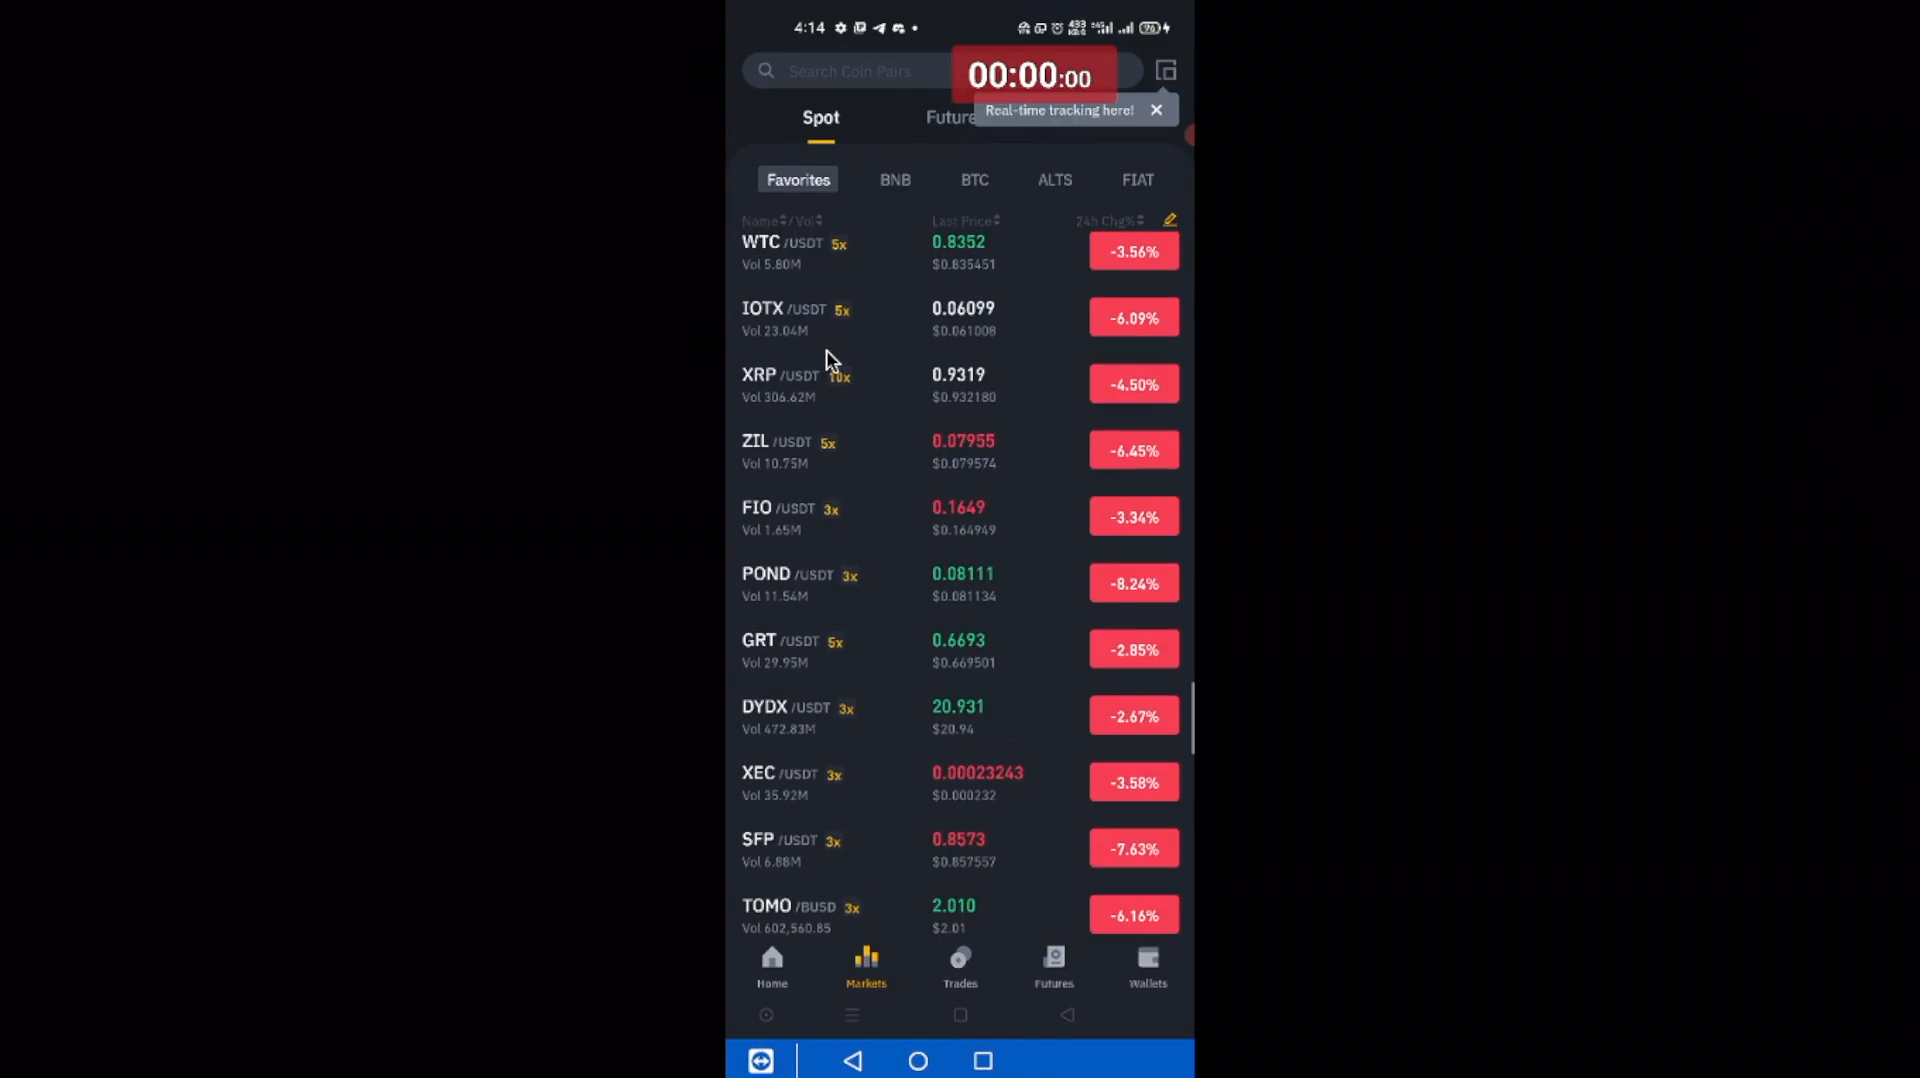 4:14
433
KB/S
96
Search Coin Pairs
00:00:00
Real-time tracking here!
Spot
Future
Favorites
BNB
BTC
ALTS
FIAT
Name / Vol
Last Price
24h Chg%
WTC /USDT 5x
0.8352
-3.56%
Vol 5.80M
$0.835451
IOTX /USDT 5x
0.06099
-6.09%
Vol 23.04M
$0.061008
XRP /USDT 10x
0.9319
-4.50%
Vol 306.62M
$0.932180
ZIL /USDT 5x
0.07955
-6.45%
Vol 10.75M
$0.079574
FIO /USDT 3x
0.1649
-3.34%
Vol 1.65M
$0.164949
POND /USDT 3x
0.08111
-8.24%
Vol 11.54M
$0.081134
GRT /USDT 5x
0.6693
-2.85%
Vol 29.95M
$0.669501
DYDX /USDT 3x
20.931
-2.67%
Vol 472.83M
$20.94
XEC /USDT 3x
0.00023243
-3.58%
Vol 35.92M
$0.000232
SFP /USDT 3x
0.8573
-7.63%
Vol 6.88M
$0.857557
TOMO /BUSD 3x
2.010
-6.16%
Vol 602,560.85
$2.01
Home
Markets
Trades
Futures
Wallets